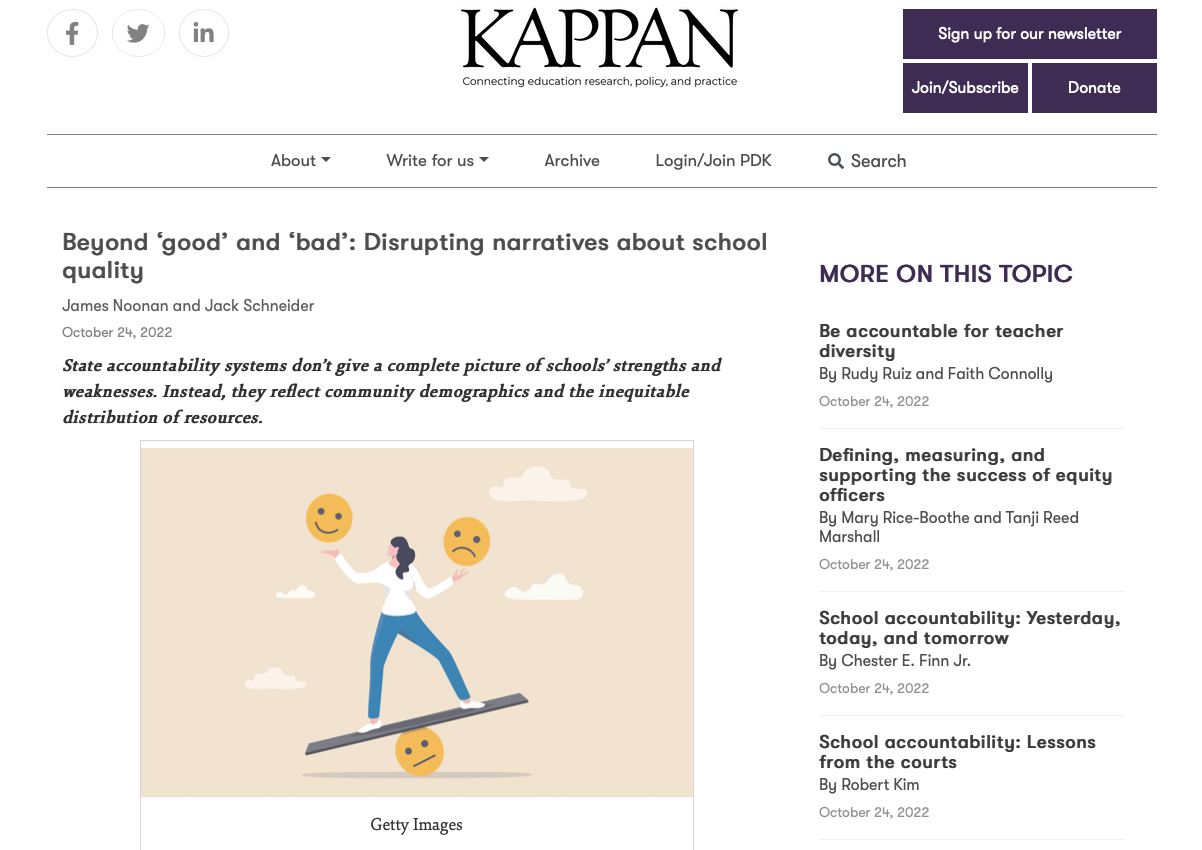 KAPPAN
Connecting education research, policy, and practice
Sign up for our newsletter
Join/Subscribe
Donate
About
Write for us
Archive
Login/Join PDK
Search
Beyond ‘good’ and ‘bad’: Disrupting narratives about school
quality
James Noonan and Jack Schneider
October 24, 2022
State accountability systems don’t give a complete picture of schools’ strengths and
weaknesses. Instead, they reflect community demographics and the inequitable
distribution of resources.
Getty Images
MORE ON THIS TOPIC
Be accountable for teacher
diversity
By Rudy Ruiz and Faith Connolly
October 24, 2022
Defining, measuring, and
supporting the success of equity
officers
By Mary Rice-Boothe and Tanji Reed
Marshall
October 24, 2022
School accountability: Yesterday,
today, and tomorrow
By Chester E. Finn Jr.
October 24, 2022
School accountability: Lessons
from the courts
By Robert Kim
October 24, 2022